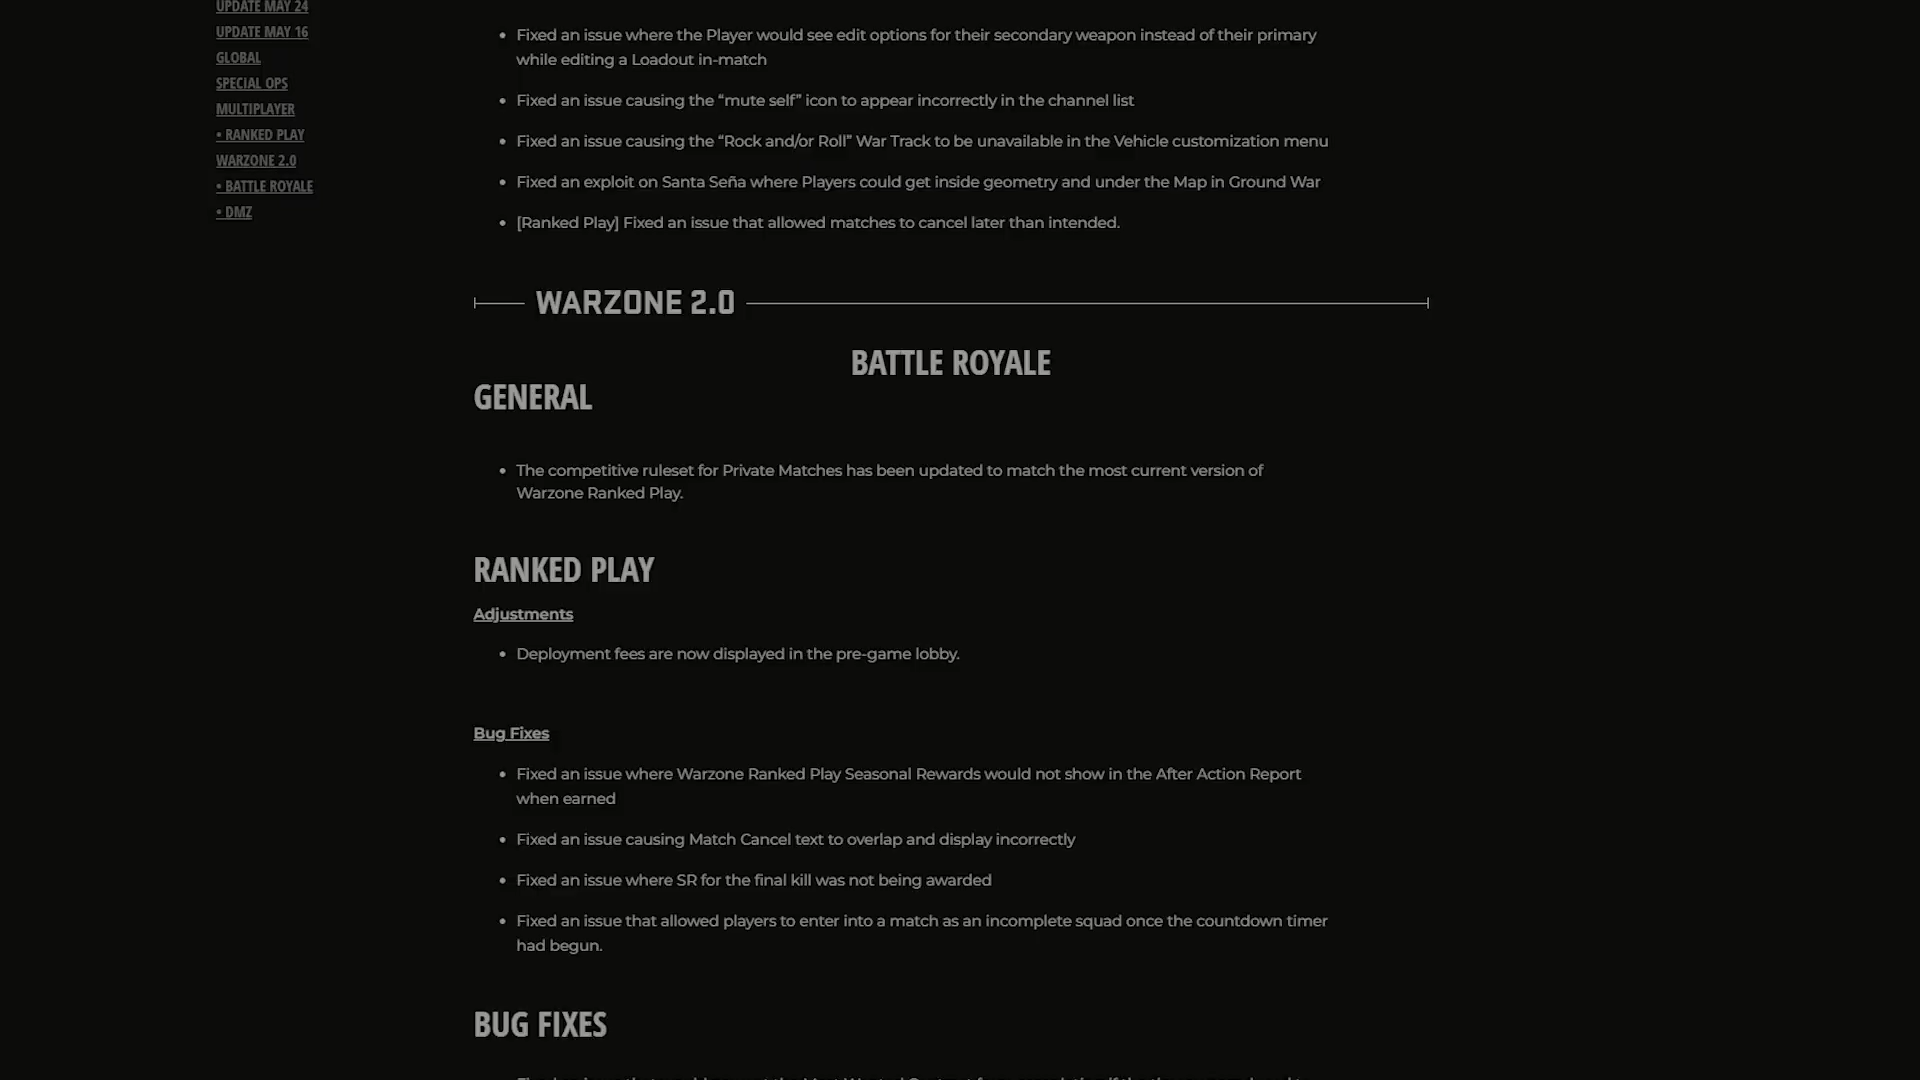 UPDATE MAY 24
UPDATE MAY 16
GLOBAL
SPECIAL OPS
MULTIPLAYER
• RANKED PLAY
WARZONE 2.0
• BATTLE ROYALE
• DMZ
• Fixed an issue where the Player would see edit options for their secondary weapon instead of their primary
while editing a Loadout in-match
• Fixed an issue causing the “mute self” icon to appear incorrectly in the channel list
• Fixed an issue causing the “Rock and/or Roll” War Track to be unavailable in the Vehicle customization menu
• Fixed an exploit on Santa Seña where Players could get inside geometry and under the Map in Ground War
• [Ranked Play] Fixed an issue that allowed matches to cancel later than intended.
WARZONE 2.0
BATTLE ROYALE
GENERAL
• The competitive ruleset for Private Matches has been updated to match the most current version of
Warzone Ranked Play.
RANKED PLAY
Adjustments
• Deployment fees are now displayed in the pre-game lobby.
Bug Fixes
• Fixed an issue where Warzone Ranked Play Seasonal Rewards would not show in the After Action Report
when earned
• Fixed an issue causing Match Cancel text to overlap and display incorrectly
• Fixed an issue where SR for the final kill was not being awarded
• Fixed an issue that allowed players to enter into a match as an incomplete squad once the countdown timer
had begun.
BUG FIXES